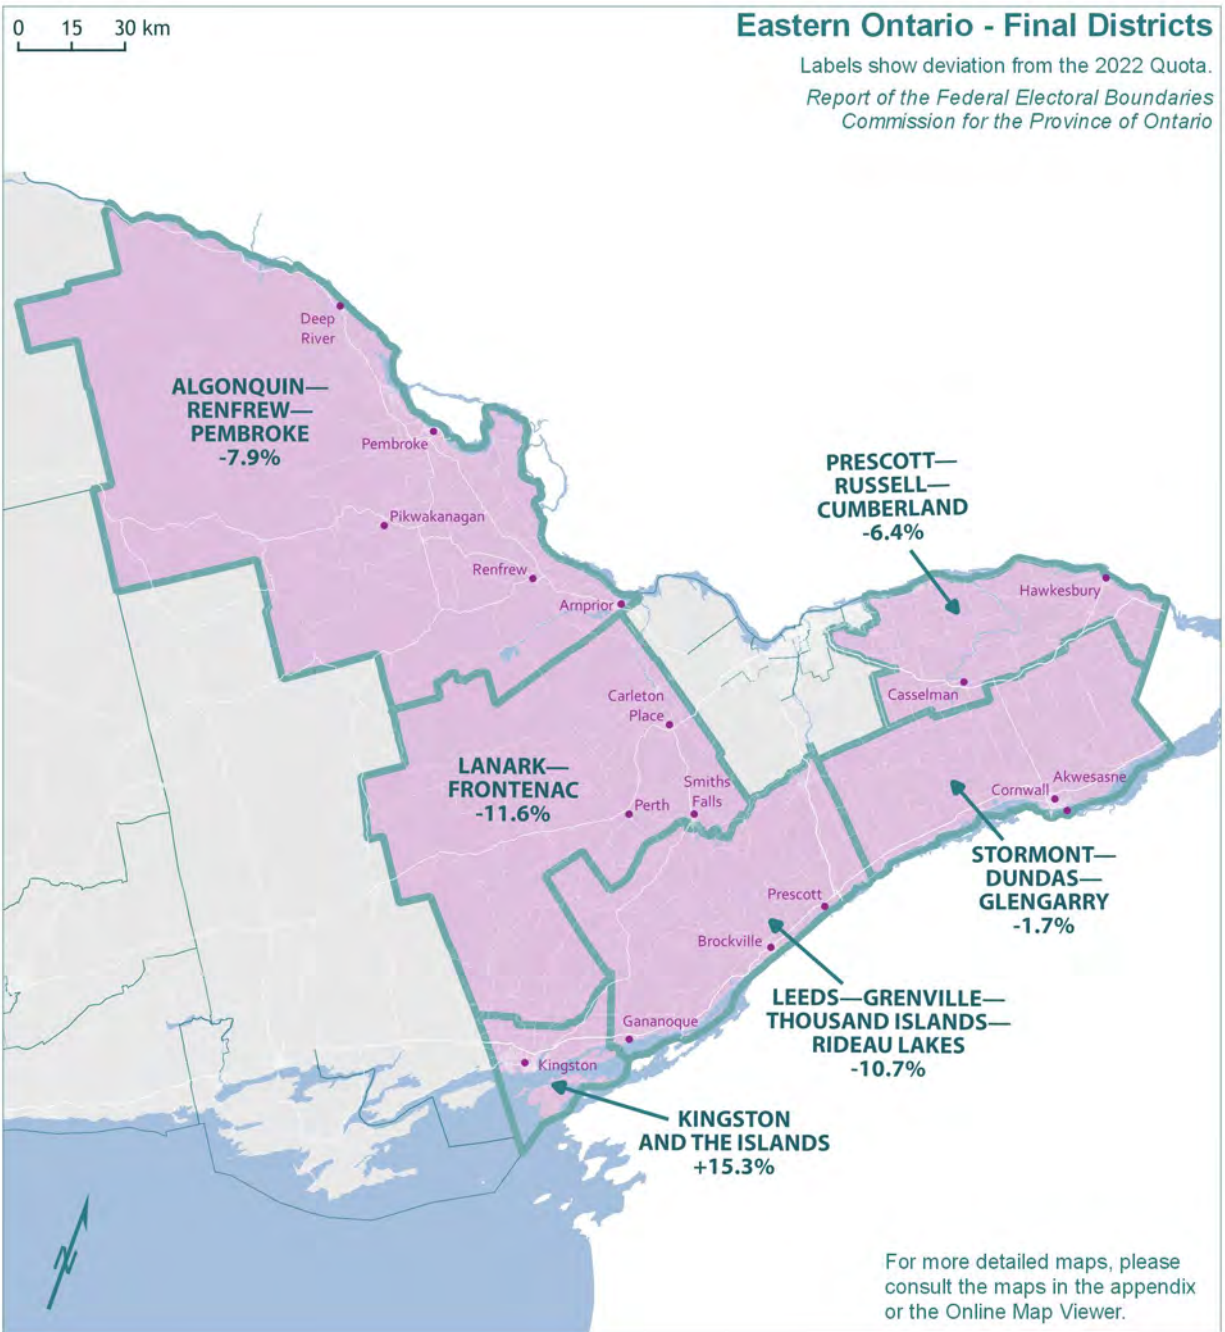 0 15 30 km
Eastern Ontario - Final Districts
Labels show deviation from the 2022 Quota.
Report of the Federal Electoral Boundaries
Commission for the Province of Ontario
Deep
River
ALGONQUIN—
RENFREW—
PEMBROKE
-7.9%
Pembroke
PRESCOTT—
RUSSELL—
CUMBERLAND
-6.4%
Pikwakanagan
Renfrew
Arnprior
Hawkesbury
Carleton
Place
Casselman
LANARK—
FRONTENAC
-11.6%
Smiths
Falls
Perth
Akwesasne
Cornwall
STORMONT—
DUNDAS—
GLENGARRY
-1.7%
Prescott
Brockville
LEEDS—GRENVILLE—
THOUSAND ISLANDS—
RIDEAU LAKES
-10.7%
Gananoque
Kingston
KINGSTON
AND THE ISLANDS
+15.3%
N
For more detailed maps, please
consult the maps in the appendix
or the Online Map Viewer.